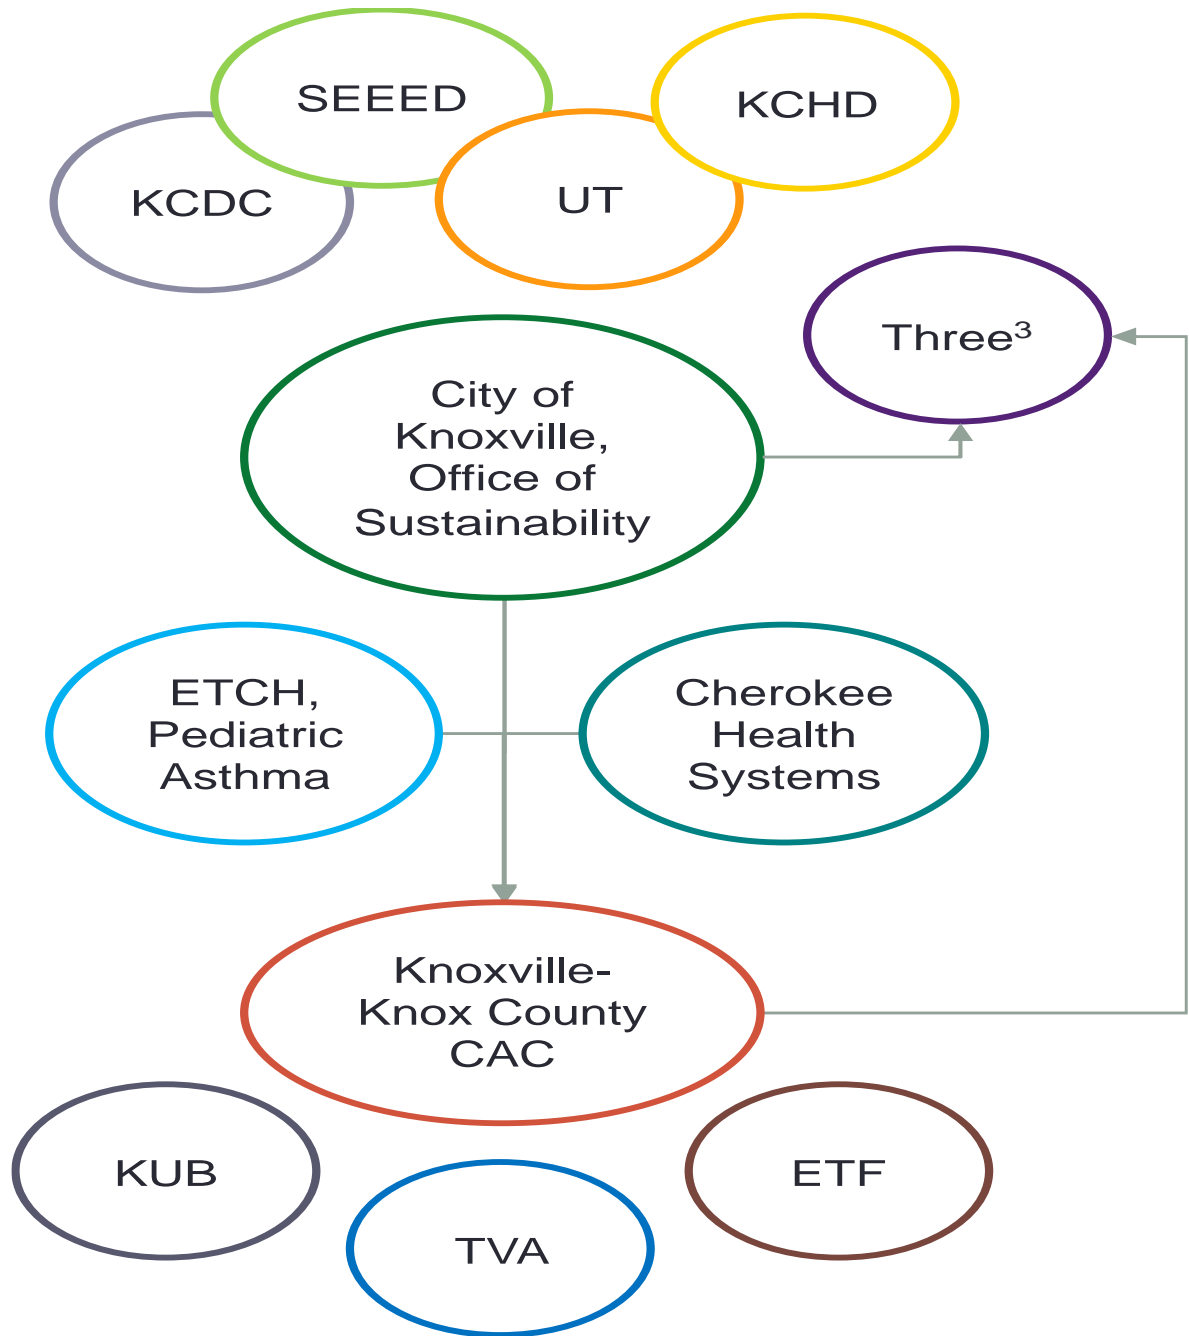 SEEED
KCHD
KCDC
UT
Three³
City of
Knoxville,
Office of
Sustainability
ETCH,
Pediatric
Asthma
Cherokee
Health
Systems
Knoxville-
Knox County
CAC
KUB
ETF
TVA